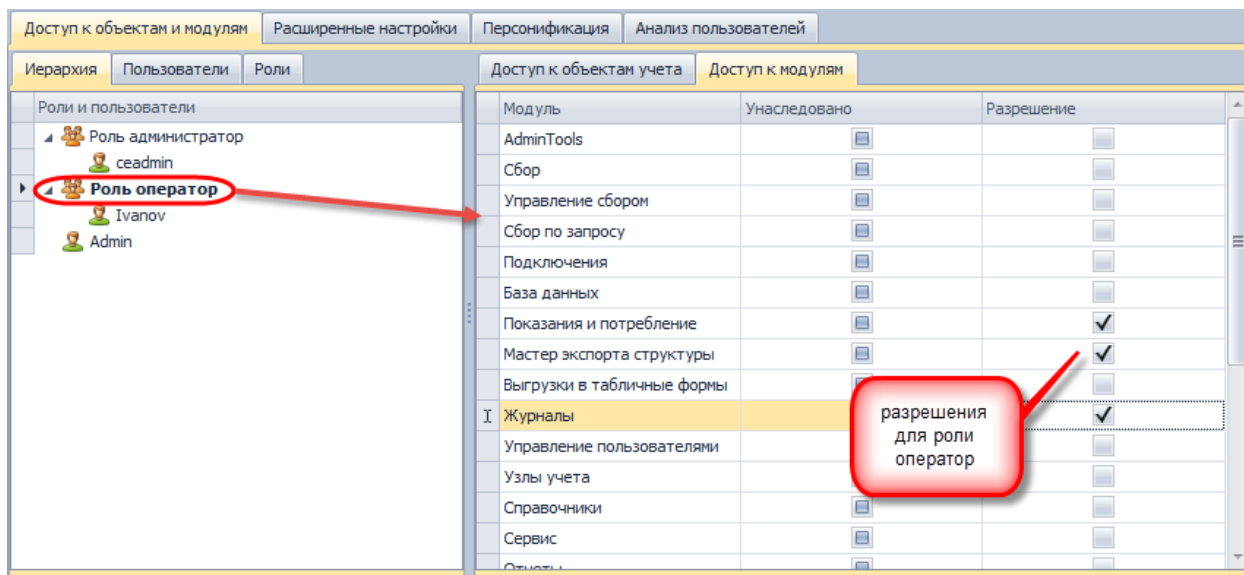 Доступ к объектам и модулям Расширенные настройки Персонификация Анализ пользователей
Иерархия Пользователи Роли
Роли и пользователи
Роль администратор
ceadmin
Роль оператор
Ivanov
Admin
Доступ к объектам учета Доступ к модулям
Модуль Унаследовано Разрешение
AdminTools
Сбор
Управление сбором
Сбор по запросу
Подключения
База данных
Показания и потребление
Мастер экспорта структуры
Выгрузки в табличные формы
Журналы
Управление пользователями
Узлы учета
Справочники
Сервис
Отчеты
разрешения
для роли
оператор